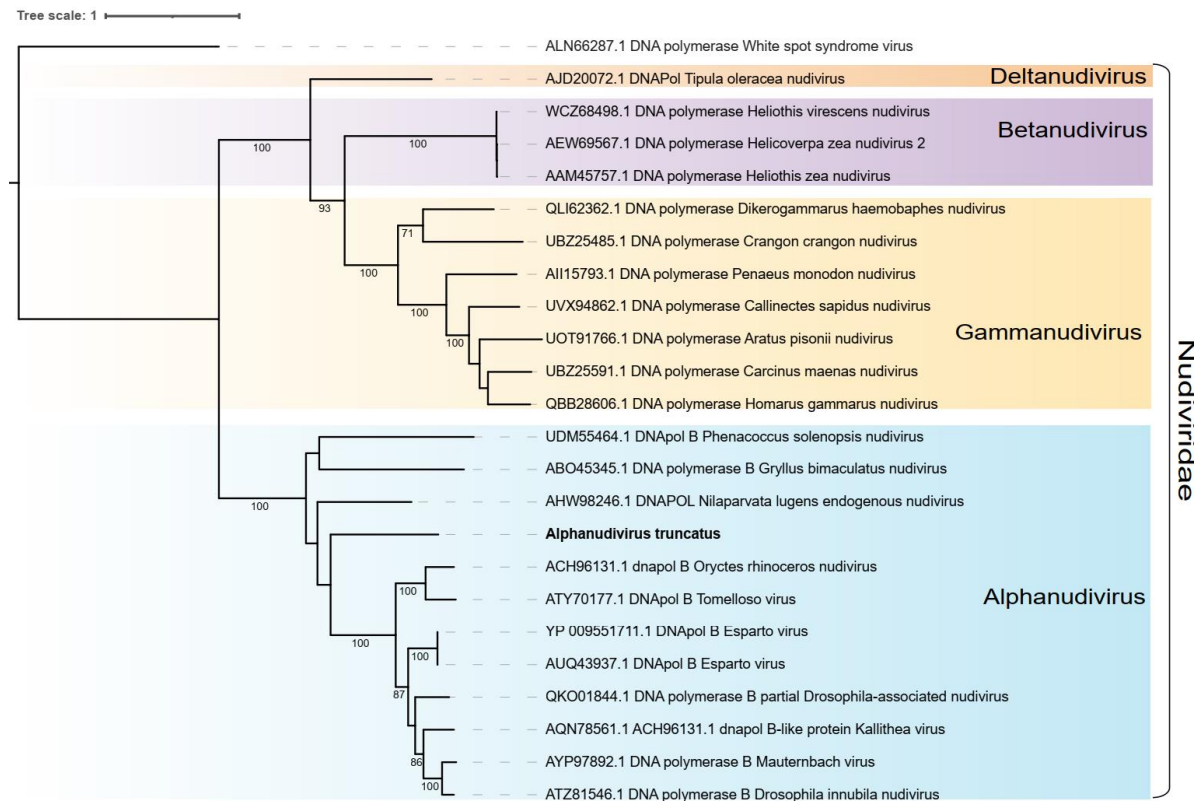 Tree scale: 1
ALN66287.1 DNA polymerase White spot syndrome virus
AJD20072.1 DNAPol Tipula oleracea nudivirus
Deltanudivirus
WCZ68498.1 DNA polymerase Heliothis virescens nudivirus
Betanudivirus
100
100
AEW69567.1 DNA polymerase Helicoverpa zea nudivirus 2
AAM45757.1 DNA polymerase Heliothis zea nudivirus
93
QLI62362.1 DNA polymerase Dikerogammarus haemobaphes nudivirus
71
UBZ25485.1 DNA polymerase Crangon crangon nudivirus
100
AII15793.1 DNA polymerase Penaeus monodon nudivirus
100
UVX94862.1 DNA polymerase Callinectes sapidus nudivirus
Gammanudivirus
100
UOT91766.1 DNA polymerase Aratus pisonii nudivirus
UBZ25591.1 DNA polymerase Carcinus maenas nudivirus
QBB28606.1 DNA polymerase Homarus gammarus nudivirus
Nudiviridae
UDM55464.1 DNApol B Phenacoccus solenopsis nudivirus
ABO45345.1 DNA polymerase B Gryllus bimaculatus nudivirus
100
AHW98246.1 DNAPOL Nilaparvata lugens endogenous nudivirus
Alphanudivirus truncatus
ACH96131.1 dnapol B Oryctes rhinoceros nudivirus
100
ATY70177.1 DNApol B Tomelloso virus
Alphanudivirus
100
YP 009551711.1 DNApol B Esparto virus
100
AUQ43937.1 DNApol B Esparto virus
87
QKO01844.1 DNA polymerase B partial Drosophila-associated nudivirus
AQN78561.1 ACH96131.1 dnapol B-like protein Kallithea virus
86
AYP97892.1 DNA polymerase B Mauternbach virus
100
ATZ81546.1 DNA polymerase B Drosophila innubila nudivirus